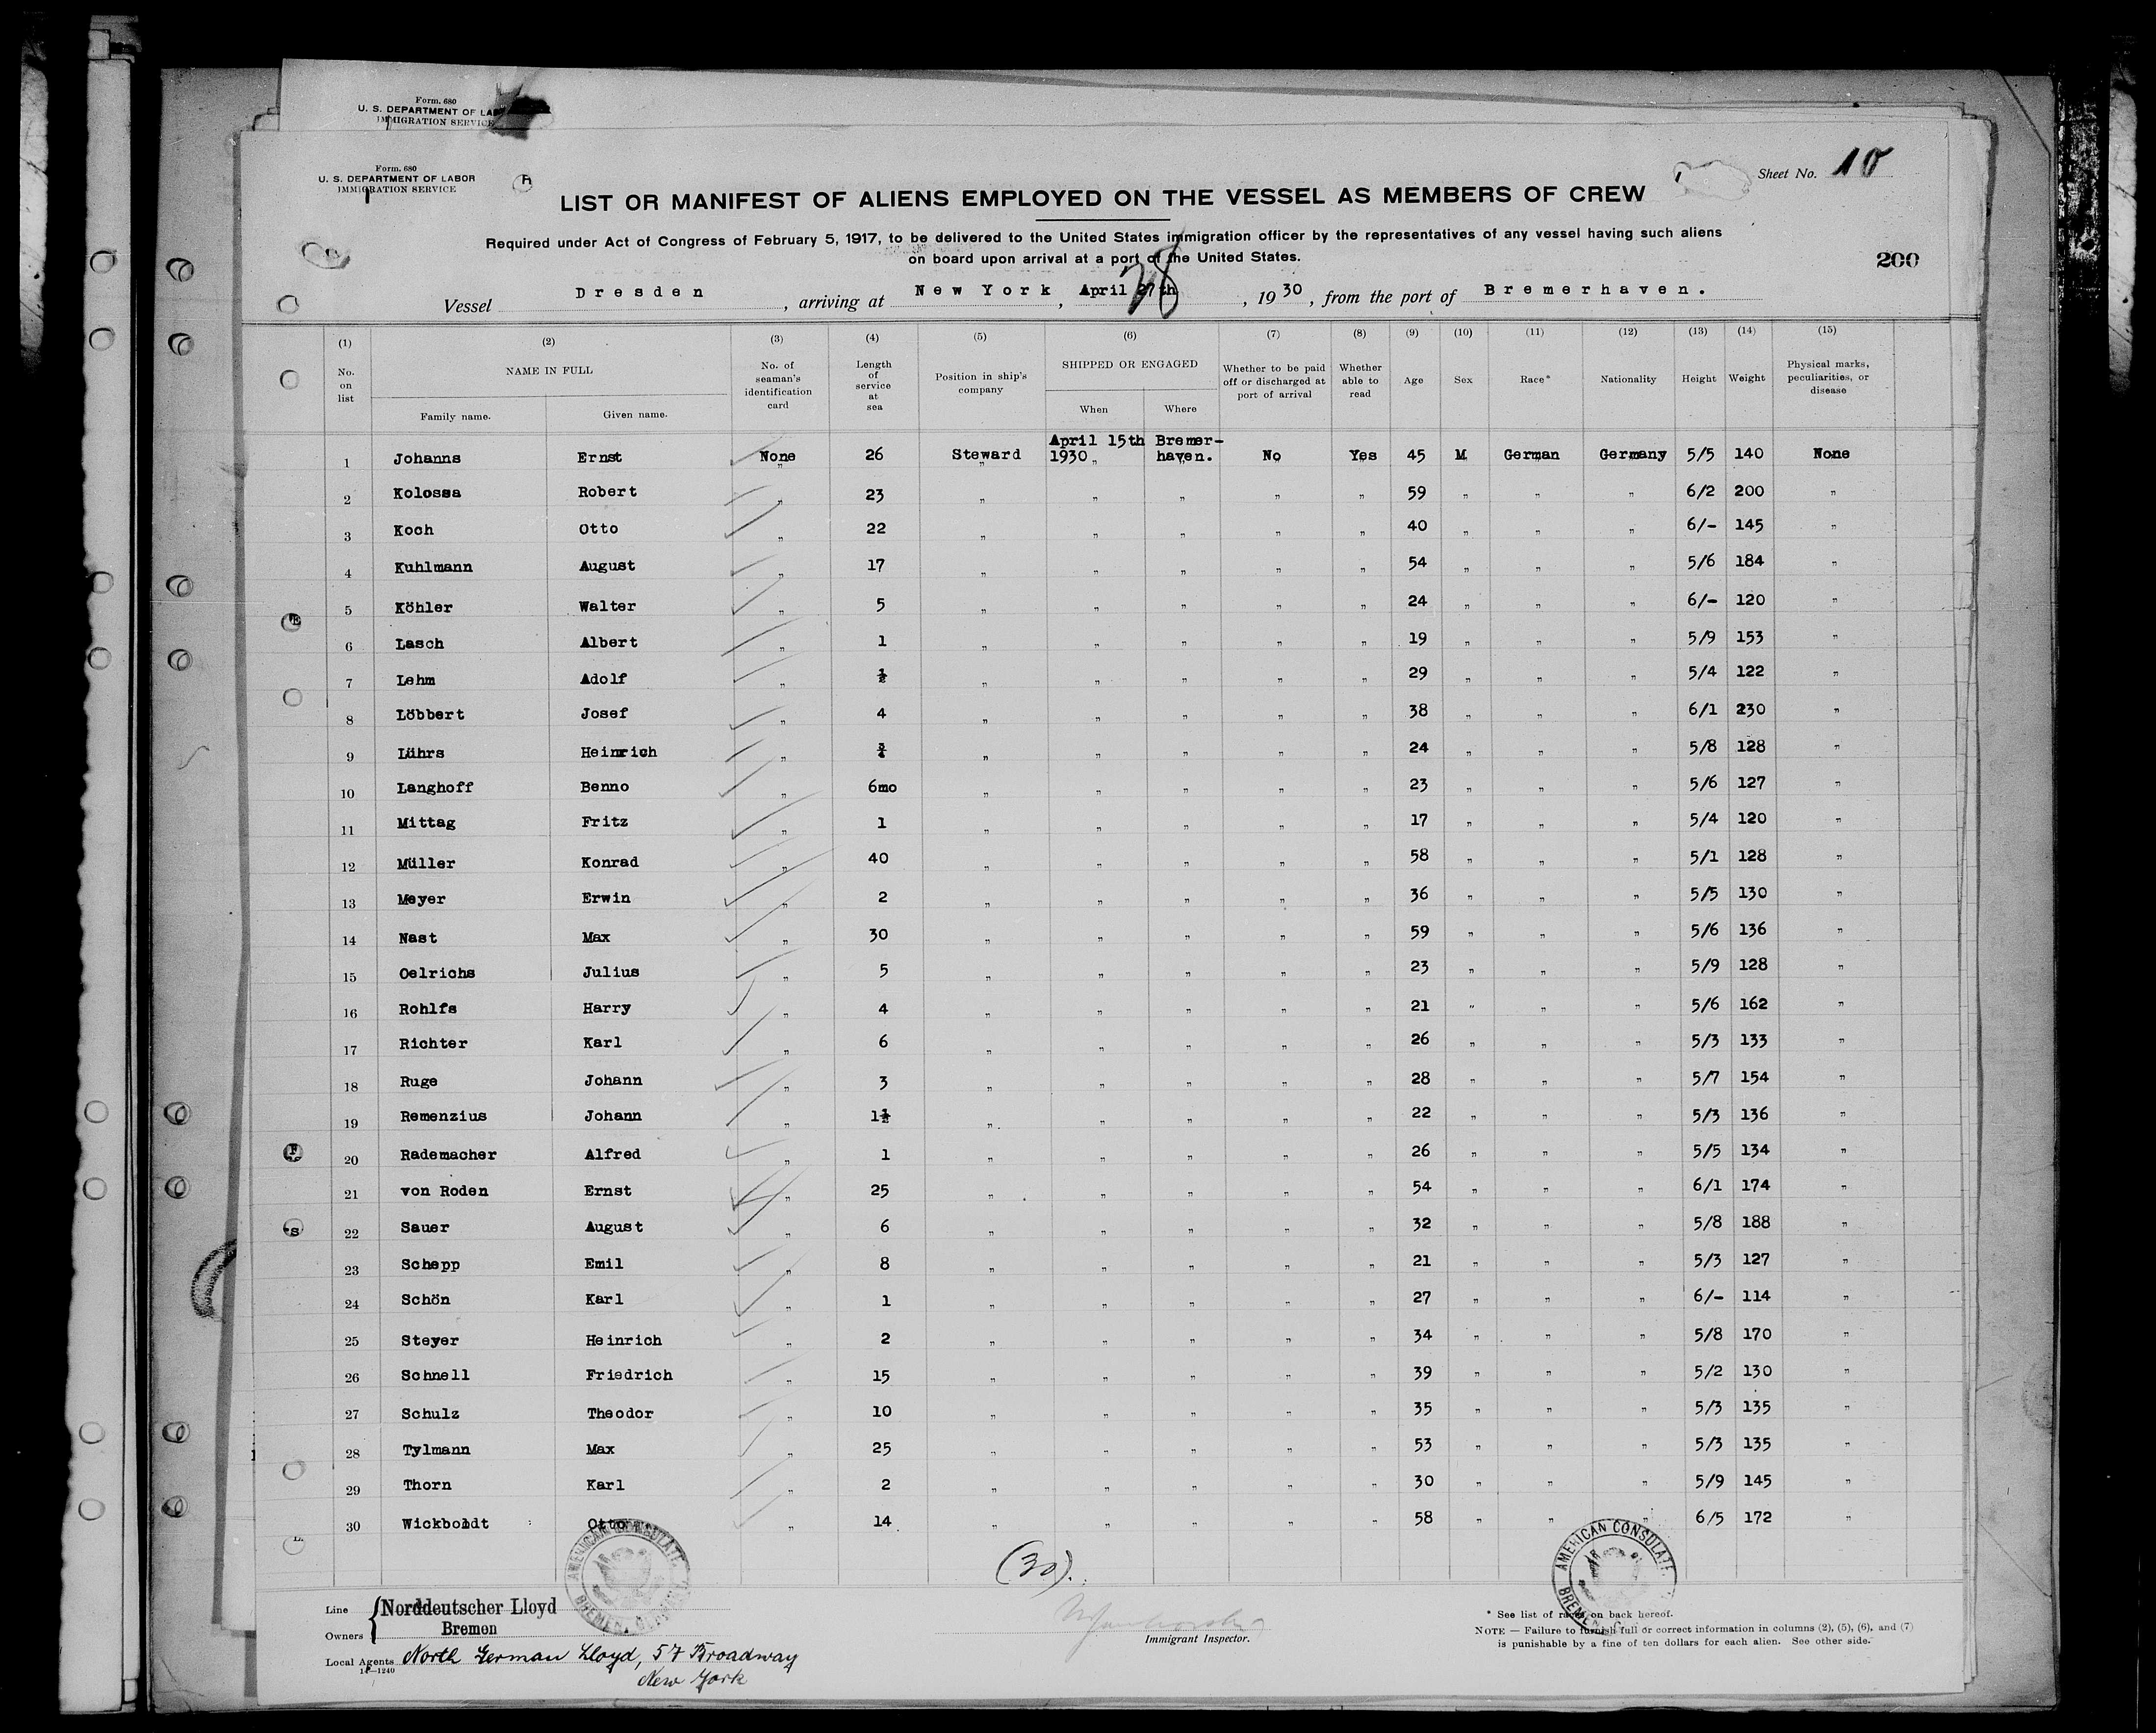 Form. 680
U. S. DEPARTMENT OF LA
IMMIGRATION SERVICE
Form. 680
U. S. DEPARTMENT OF LABOR
IMMIGRATION SERVICE
Sheet No. 10
LIST OR MANIFEST OF ALIENS EMPLOYED ON THE VESSEL AS MEMBERS OF CREW
Required under Act of Congress of February 5, 1917, to be delivered to the United States immigration officer by the representatives of any vessel having such aliens
on board upon arrival at a port of the United States.
200
Vessel Dresden, arriving at New York, April 27th 28, 1930, from the port of Bremerhaven.
(1) (2) (3) (4) (5) (6) (7) (8) (9) (10) (11) (12) (13) (14) (15)
No. on list NAME IN FULL Family name. Given name. No. of seaman's identification card Length of service at sea Position in ship's company SHIPPED OR ENGAGED When Where Whether to be paid off or discharged at port of arrival Whether able to read Age Sex Race* Nationality Height Weight Physical marks, peculiarities, or disease
1 Johanns Ernst None 26 Steward April 15th 1930 Bremerhaven. No Yes 45 M German Germany 5/5 140 None
2 Kolossa Robert " 23 " " " " " 59 " " " 6/2 200 "
3 Koch Otto " 22 " " " " " 40 " " " 6/- 145 "
4 Kuhlmann August " 17 " " " " " 54 " " " 5/6 184 "
5 Köhler Walter " 5 " " " " " 24 " " " 6/- 120 "
6 Lasch Albert " 1 " " " " " 19 " " " 5/9 153 "
7 Lehm Adolf " ½ " " " " " 29 " " " 5/4 122 "
8 Löbbert Josef " 4 " " " " " 38 " " " 6/1 230 "
9 Lührs Heinrich " ¾ " " " " " 24 " " " 5/8 128 "
10 Langhoff Benno " 6mo " " " " " 23 " " " 5/6 127 "
11 Mittag Fritz " 1 " " " " " 17 " " " 5/4 120 "
12 Müller Konrad " 40 " " " " " 58 " " " 5/1 128 "
13 Meyer Erwin " 2 " " " " " 36 " " " 5/5 130 "
14 Nast Max " 30 " " " " " 59 " " " 5/6 136 "
15 Oelrichs Julius " 5 " " " " " 23 " " " 5/9 128 "
16 Rohlfs Harry " 4 " " " " " 21 " " " 5/6 162 "
17 Richter Karl " 6 " " " " " 26 " " " 5/3 133 "
18 Ruge Johann " 3 " " " " " 28 " " " 5/7 154 "
19 Remenzius Johann " 1½ " " " " " 22 " " " 5/3 136 "
20 Rademacher Alfred " 1 " " " " " 26 " " " 5/5 134 "
21 von Roden Ernst " 25 " " " " " 54 " " " 6/1 174 "
22 Sauer August " 6 " " " " " 32 " " " 5/8 188 "
23 Schepp Emil " 8 " " " " " 21 " " " 5/3 127 "
24 Schön Karl " 1 " " " " " 27 " " " 6/- 114 "
25 Steyer Heinrich " 2 " " " " " 34 " " " 5/8 170 "
26 Schnell Friedrich " 15 " " " " " 39 " " " 5/2 130 "
27 Schulz Theodor " 10 " " " " " 35 " " " 5/3 135 "
28 Tylmann Max " 25 " " " " " 53 " " " 5/3 135 "
29 Thorn Karl " 2 " " " " " 30 " " " 5/9 145 "
30 Wickboldt Otto " 14 " " " " " 58 " " " 6/5 172 "
(30).
AMERICAN CONSULATE BREMEN, GERMANY
AMERICAN CONSULATE BREMEN
Line Norddeutscher Lloyd
Owners Bremen
Immigrant Inspector.
* See list of races on back hereof.
NOTE — Failure to furnish full or correct information in columns (2), (5), (6), and (7)
is punishable by a fine of ten dollars for each alien. See other side.
Local Agents North German Lloyd, 57 Broadway
14—1240
New York